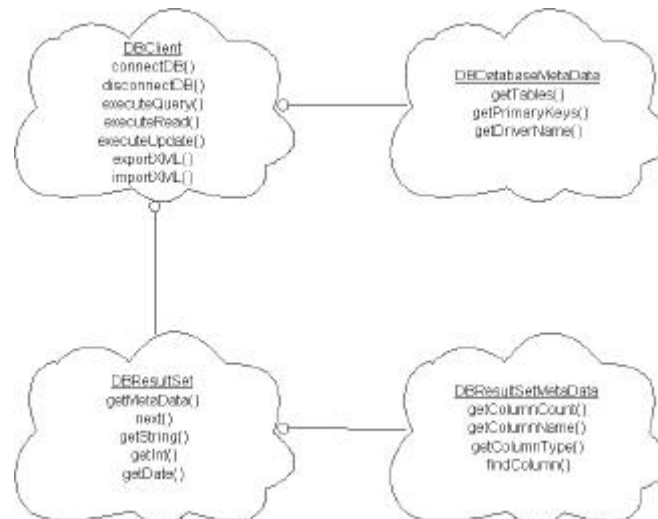 DBClient
connectDB()
disconnectDB()
executeQuery()
executeRead()
executeUpdate()
exportXML()
importXML()
DBDatabaseMetaData
getTables()
getPrimaryKeys()
getDriverName()
DBResultSet
getMetaData()
next()
getString()
getInt()
getDate()
DBResultSetMetaData
getColumnCount()
getColumnName()
getColumnType()
findColumn()